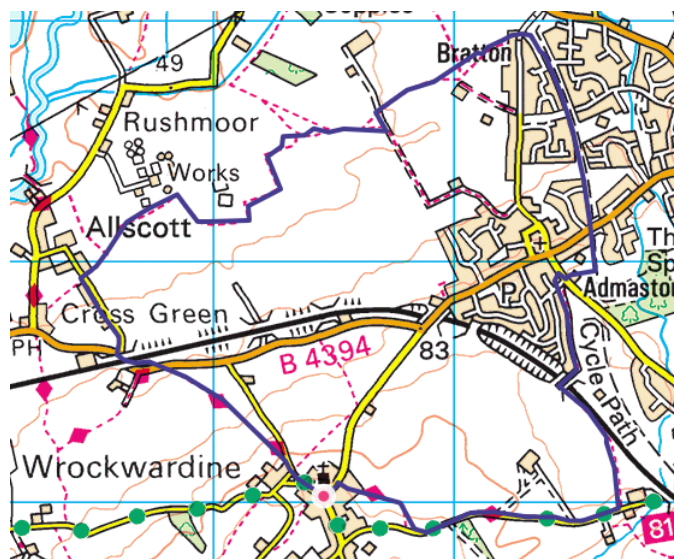 Bratton
49
Rushmoor
Works
Allscott
Th
Sp
Admaston
P
Cross Green
PH
B 4394
83
Cycle Path
Wrockwardine
81